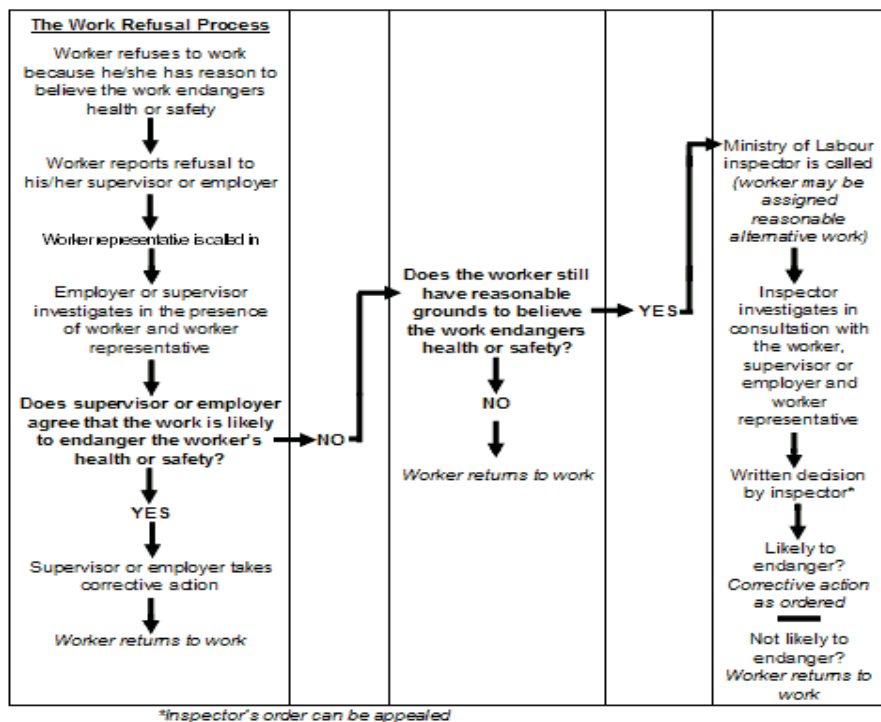 The Work Refusal Process
Worker refuses to work
because he/she has reason to
believe the work endangers
health or safety
Worker reports refusal to
his/her supervisor or employer
Worker representative is called in
Employer or supervisor
investigates in the presence
of worker and worker
representative
Does supervisor or employer
agree that the work is likely
to endanger the worker's
health or safety?
YES
Supervisor or employer takes
corrective action
Worker returns to work
NO
Does the worker still
have reasonable
grounds to believe
the work endangers
health or safety?
NO
Worker returns to work
YES
Ministry of Labour
inspector is called
(worker may be
assigned
reasonable
alternative work)
Inspector
investigates in
consultation with
the worker,
supervisor or
employer and
worker
representative
Written decision
by inspector*
Likely to
endanger?
Corrective action
as ordered
Not likely to
endanger?
Worker returns to
work
*Inspector's order can be appealed